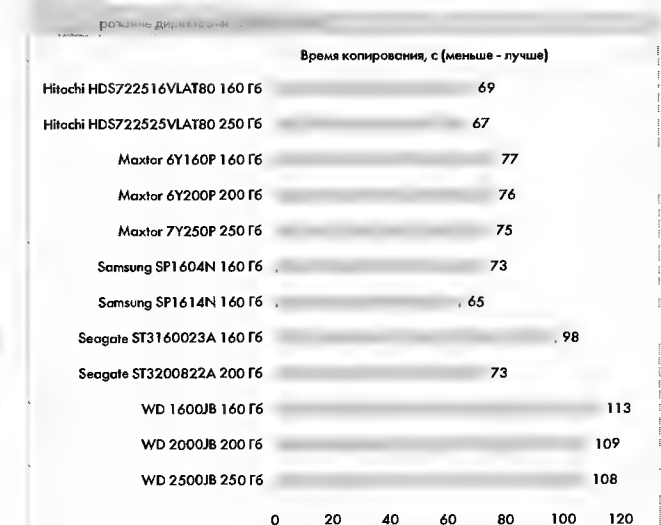 Время копирования, с (меньше - лучше)
Hitachi HDS722516VLAT80 160 Гб 69
Hitachi HDS722525VLAT80 250 Гб 67
Maxtor 6Y160P 160 Гб 77
Maxtor 6Y200P 200 Гб 76
Maxtor 7Y250P 250 Гб 75
Samsung SP1604N 160 Гб 73
Samsung SP1614N 160 Гб 65
Seagate ST3160023A 160 Гб 98
Seagate ST3200822A 200 Гб 73
WD 1600JB 160 Гб 113
WD 2000JB 200 Гб 109
WD 2500JB 250 Гб 108
0 20 40 60 80 100 120